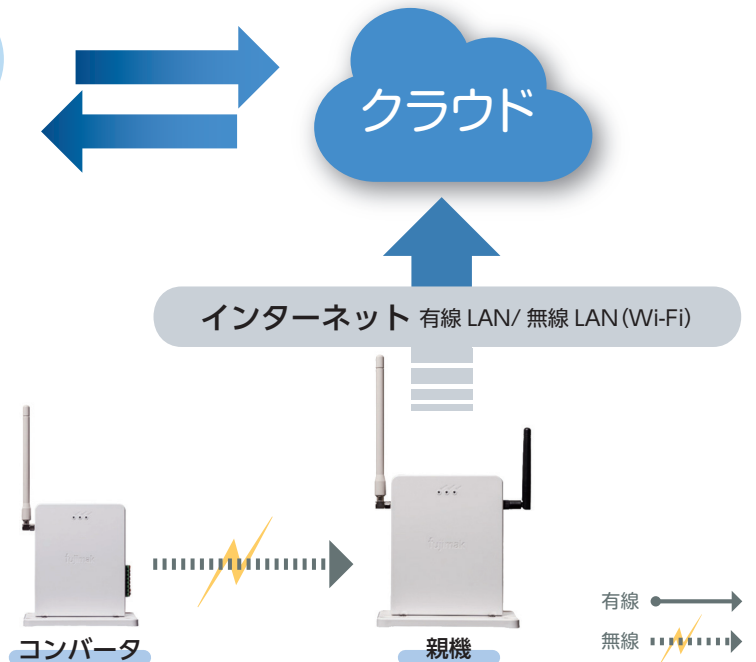 クラウド
インターネット 有線 LAN/ 無線 LAN(Wi-Fi)
コンバータ
親機
有線
無線